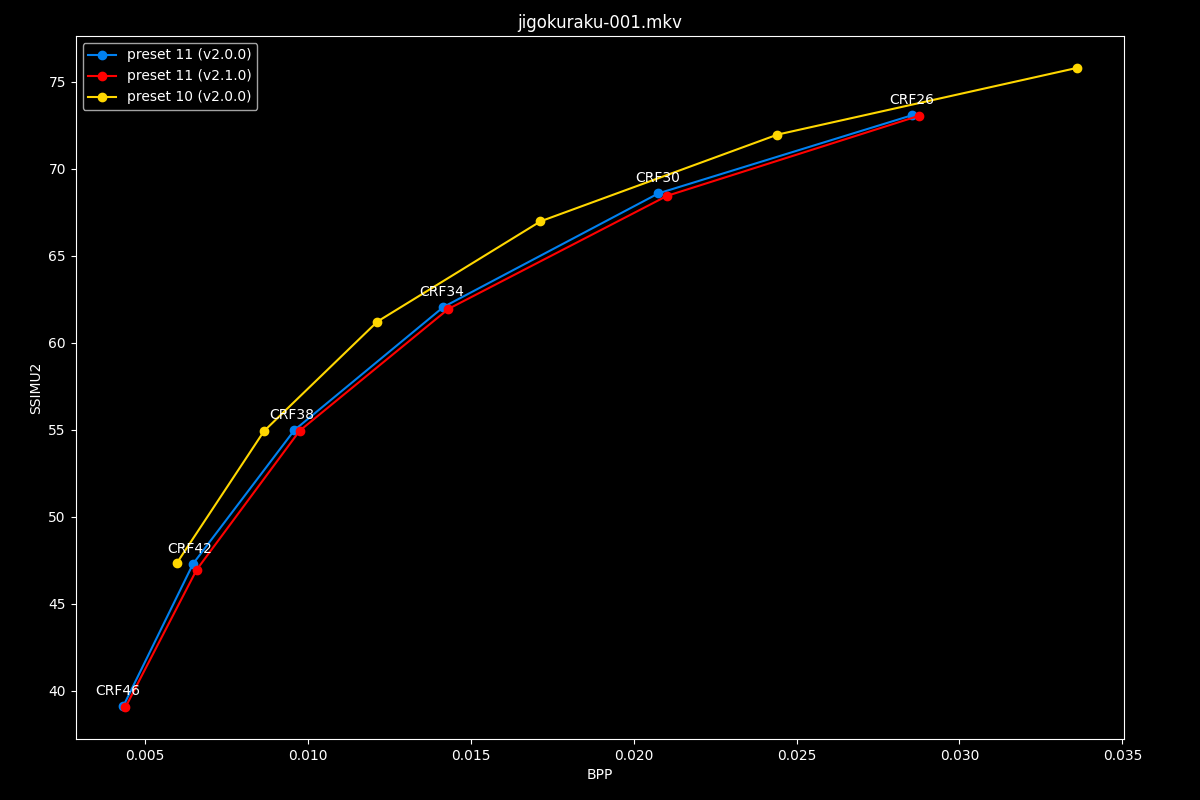 jigokuraku-001.mkv
preset 11 (v2.0.0)
preset 11 (v2.1.0)
preset 10 (v2.0.0)
75
70
65
60
55
50
45
40
SSIMU2
CRF26
CRF30
CRF34
CRF38
CRF42
CRF46
0.005 0.010 0.015 0.020 0.025 0.030 0.035
BPP